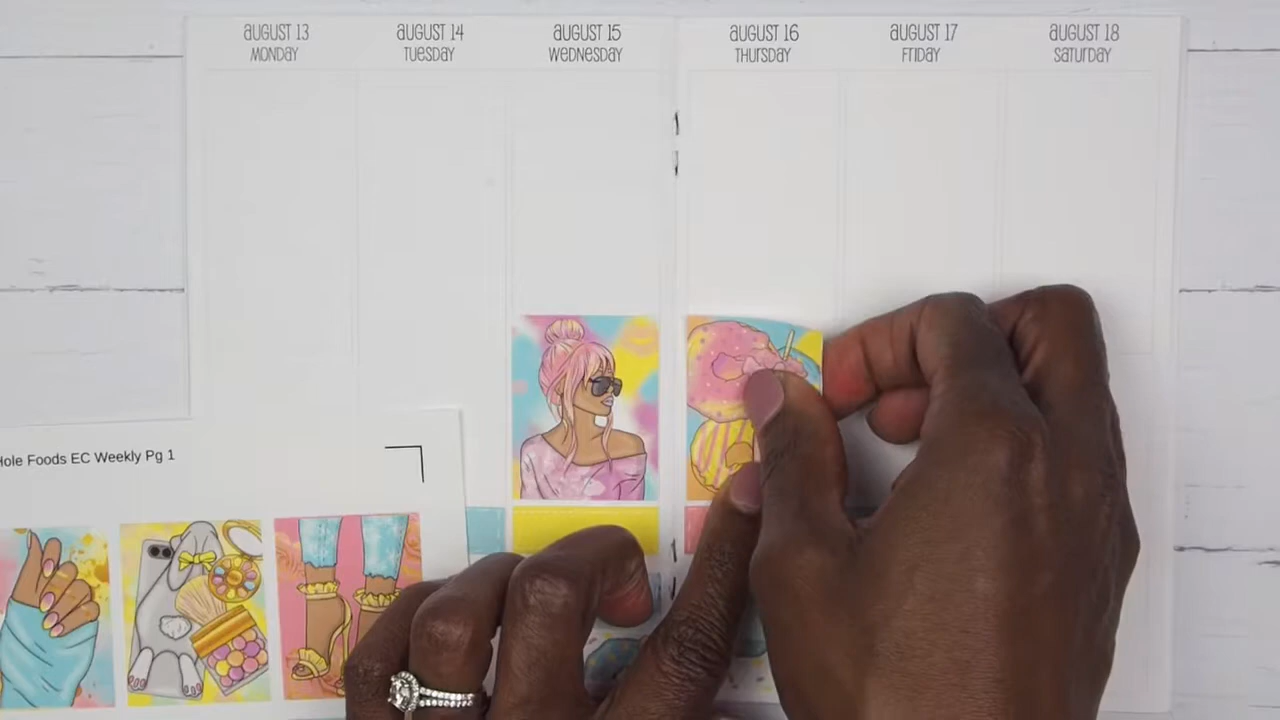 AUGUST 13
MONDAY
AUGUST 14
TUESDAY
AUGUST 15
WEDNESDAY
AUGUST 16
THURSDAY
AUGUST 17
FRIDAY
AUGUST 18
SATURDAY
Hole Foods EC Weekly Pg 1